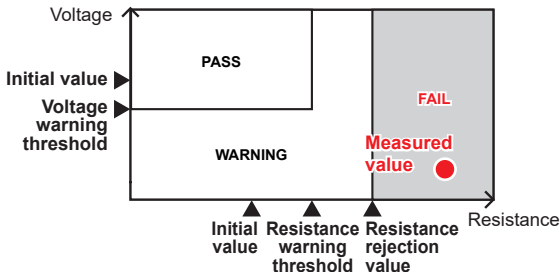 Voltage
PASS
Initial value
Voltage
warning
threshold
FAIL
WARNING
Measured
value
Resistance
Initial
value
Resistance
warning
threshold
Resistance
rejection
value